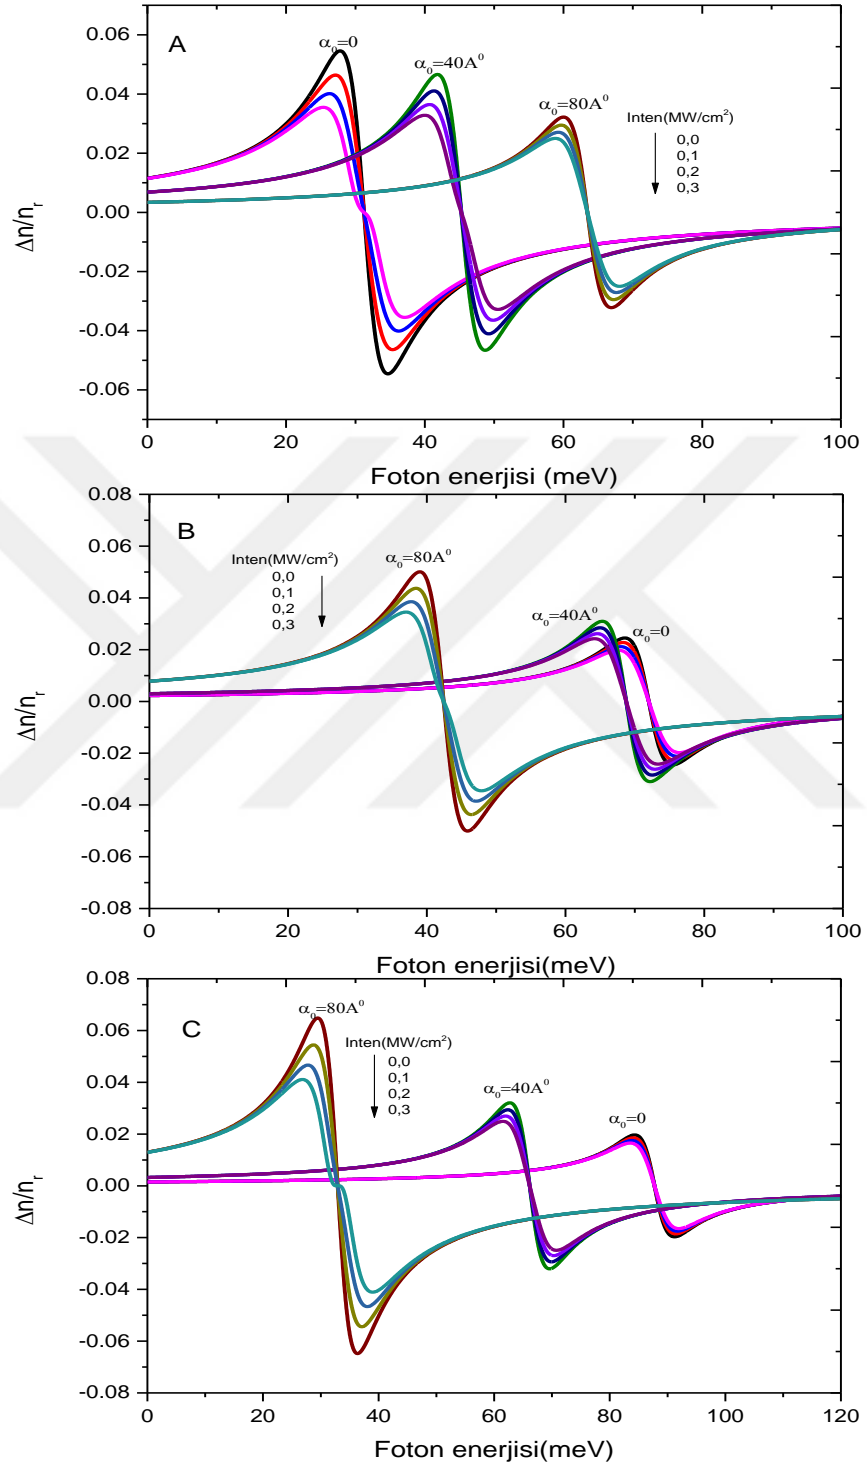 A
α₀=0
α₀=40A⁰
α₀=80A⁰
Inten(MW/cm²)
0,0
0,1
0,2
0,3
0.06
0.04
0.02
0.00
-0.02
-0.04
-0.06
Δn/nᵣ
0 20 40 60 80 100
Foton enerjisi (meV)
B
Inten(MW/cm²)
0,0
0,1
0,2
0,3
α₀=80A⁰
α₀=40A⁰
α₀=0
0.08
0.06
0.04
0.02
0.00
-0.02
-0.04
-0.06
-0.08
Δn/nᵣ
0 20 40 60 80 100
Foton enerjisi(meV)
C
α₀=80A⁰
Inten(MW/cm²)
0,0
0,1
0,2
0,3
α₀=40A⁰
α₀=0
0.08
0.06
0.04
0.02
0.00
-0.02
-0.04
-0.06
-0.08
Δn/nᵣ
0 20 40 60 80 100 120
Foton enerjisi(meV)